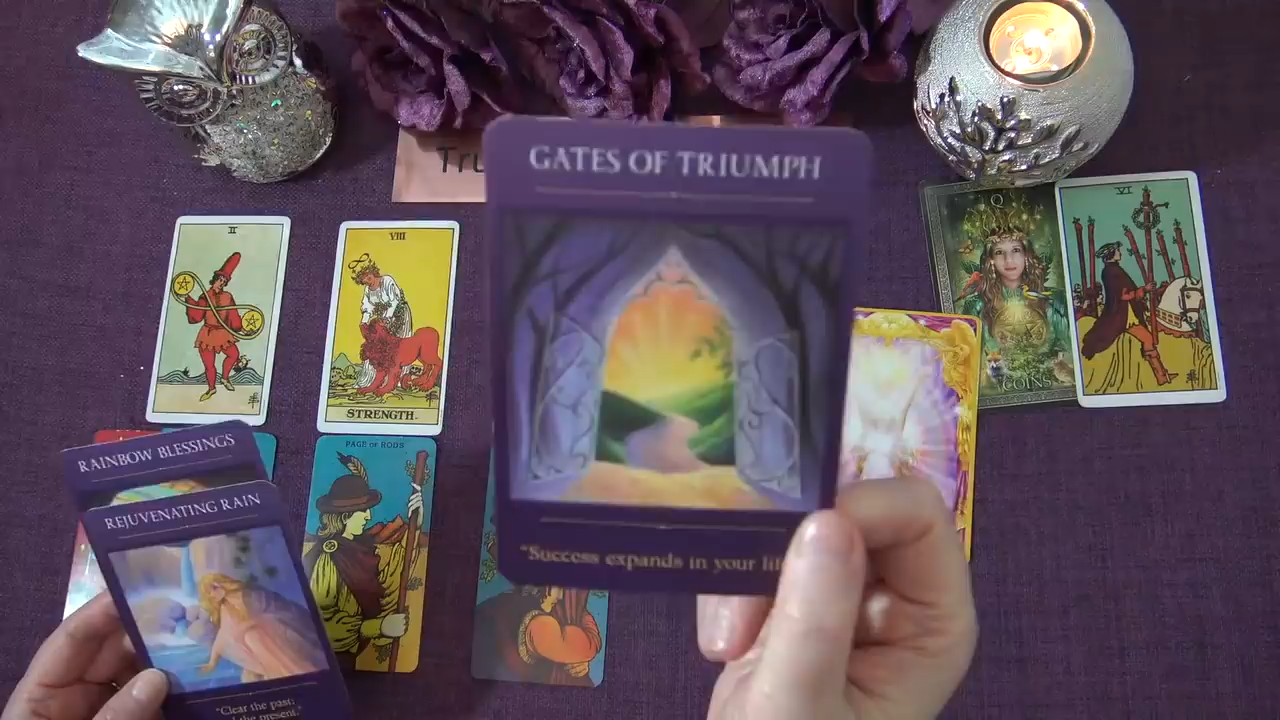 GATES OF TRIUMPH
II
VIII
Q
VI
STRENGTH.
COINS
RAINBOW BLESSINGS
PAGE OF RODS
REJUVENATING RAIN
"Success expands in your
"Clear the past;
the present."